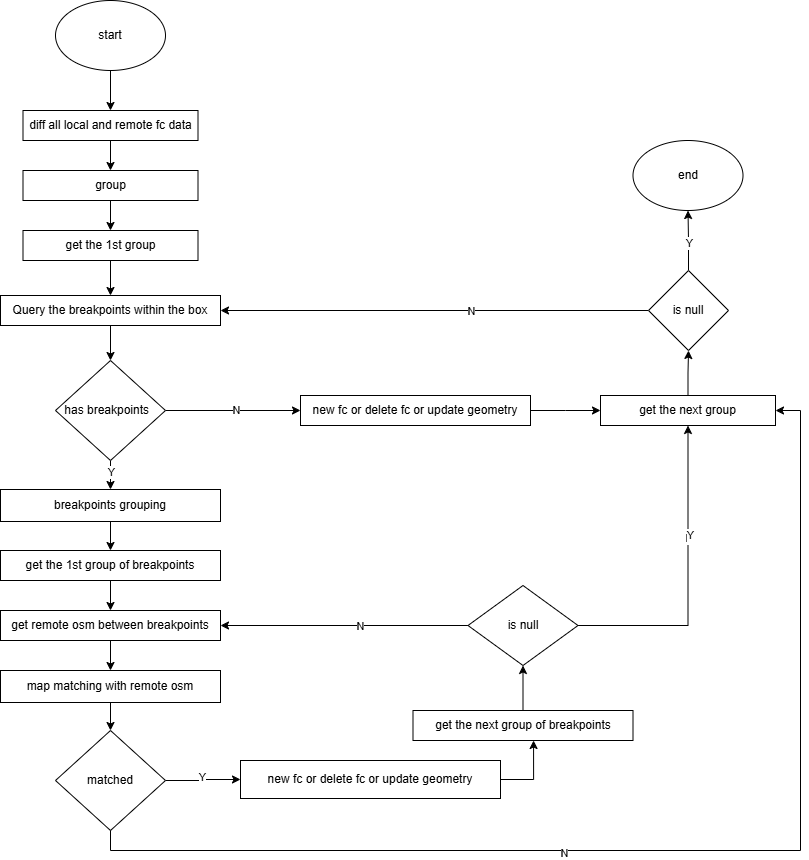 start
diff all local and remote fc data
group
end
get the 1st group
Y
Query the breakpoints within the box
N
is null
has breakpoints
N
new fc or delete fc or update geometry
get the next group
Y
breakpoints grouping
Y
get the 1st group of breakpoints
get remote osm between breakpoints
N
is null
map matching with remote osm
get the next group of breakpoints
matched
Y
new fc or delete fc or update geometry
N